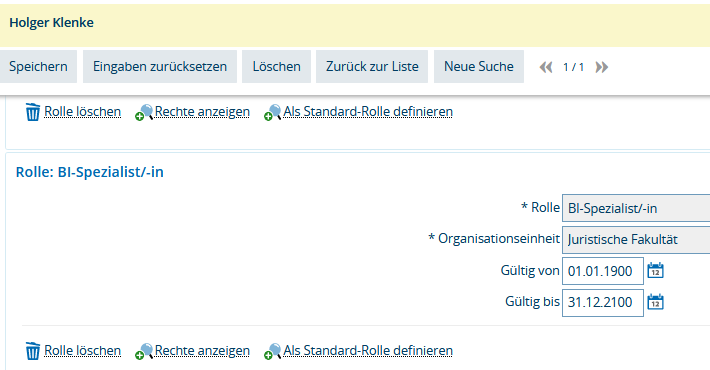 Holger Klenke
Speichern Eingaben zurücksetzen Löschen Zurück zur Liste Neue Suche 1 / 1
Rolle löschen Rechte anzeigen Als Standard-Rolle definieren
Rolle: BI-Spezialist/-in
* Rolle BI-Spezialist/-in
* Organisationseinheit Juristische Fakultät
Gültig von 01.01.1900 12
Gültig bis 31.12.2100 12
Rolle löschen Rechte anzeigen Als Standard-Rolle definieren